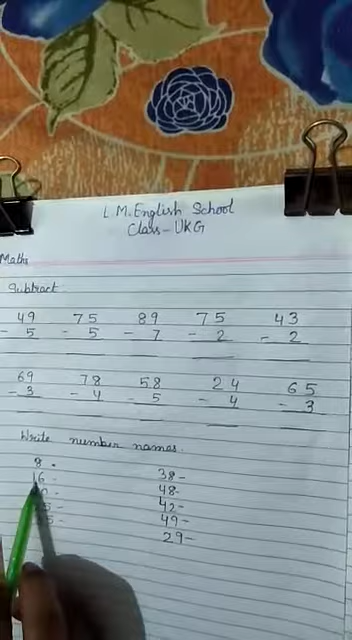 L.M. English School
Class - UKG
Maths
Subtract
49 75 89 75 43
- 5 - 5 - 7 - 2 - 2
69 78 58 24 65
- 3 - 4 - 5 - 4 - 3
Write number names.
8 - 38 -
16 - 48 -
42 -
49 -
29 -